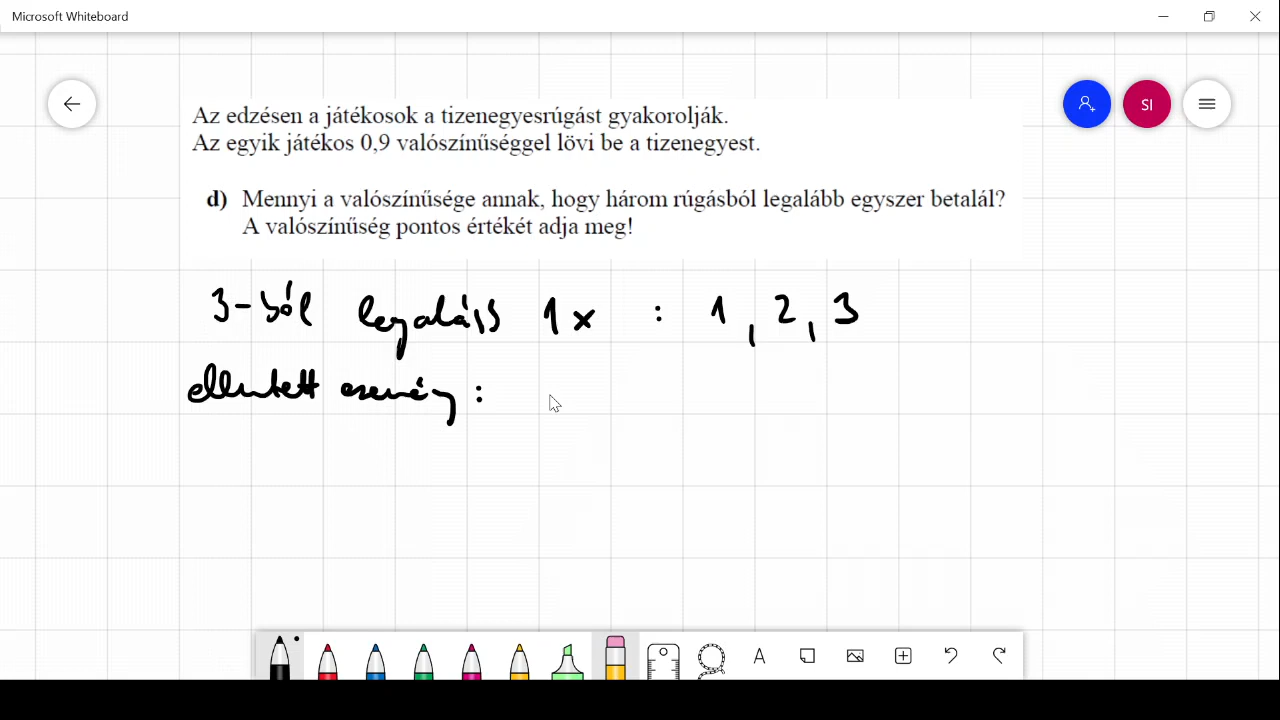 Microsoft Whiteboard
SI
Az edzésen a játékosok a tizenegyesrúgást gyakorolják.
Az egyik játékos 0,9 valószínűséggel lövi be a tizenegyest.
d) Mennyi a valószínűsége annak, hogy három rúgásból legalább egyszer betalál?
A valószínűség pontos értékét adja meg!
3-ból legalább 1x : 1, 2, 3
ellentett esemény :
A